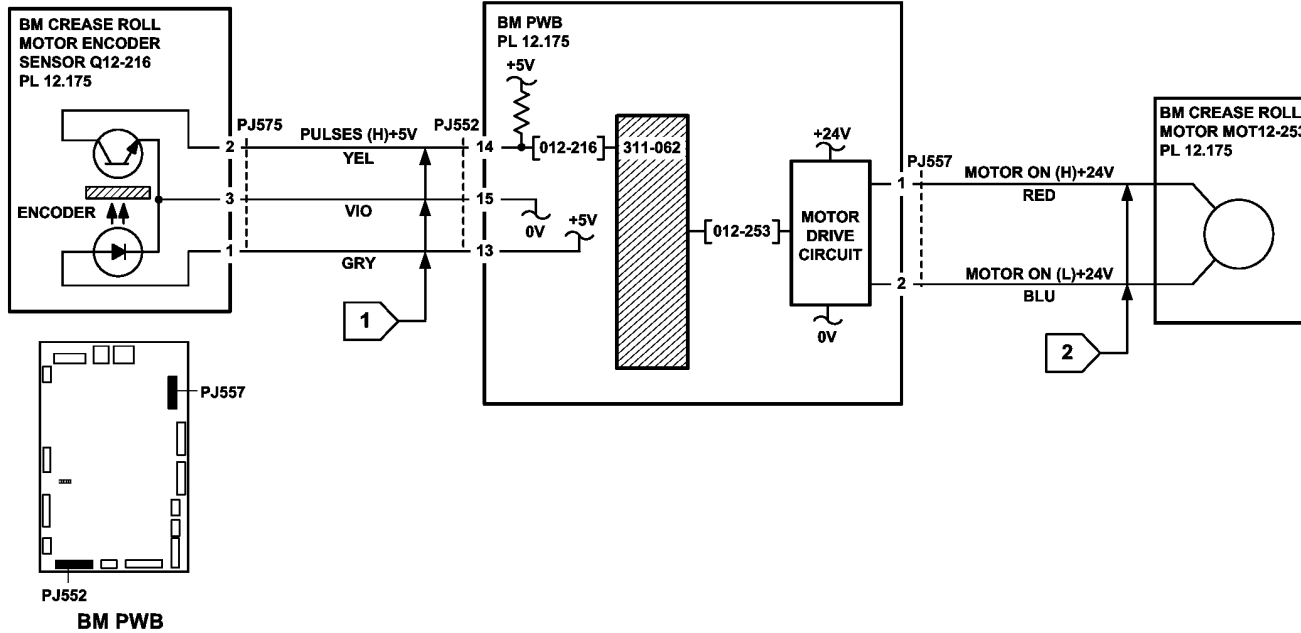 BM CREASE ROLL
MOTOR ENCODER
SENSOR Q12-216
PL 12.175
ENCODER
2
3
1
PJ575
PULSES (H)+5V
YEL
VIO
GRY
1
PJ552
14
15
13
BM PWB
PL 12.175
+5V
012-216
311-062
0V
+5V
012-253
+24V
MOTOR
DRIVE
CIRCUIT
0V
1
2
PJ557
MOTOR ON (H)+24V
RED
MOTOR ON (L)+24V
BLU
2
BM CREASE ROLL
MOTOR MOT12-253
PL 12.175
PJ557
PJ552
BM PWB